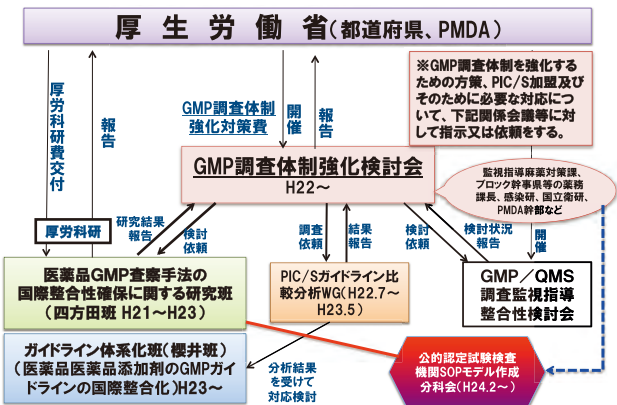 厚生労働省(都道府県、PMDA)
厚労科研費交付
報告
GMP調査体制
強化対策費
開催
報告
※GMP調査体制を強化する
ための方策、PIC/S加盟及び
そのために必要な対応につい
て、下記関係会議等に対
して指示又は依頼をする。
GMP調査体制強化検討会
H22～
監視指導麻薬対策課、
ブロック幹事県等の薬務
課長、感染研、国立衛研、
PMDA幹部など
厚労科研
研究結果
報告
検討
依頼
調査
依頼
結果
報告
検討
依頼
検討状況
報告
開催
医薬品GMP査察手法の
国際整合性確保に関する研究班
(四方田班 H21～H23)
PIC/Sガイドライン比
較分析WG(H22.7～
H23.5)
GMP／QMS
調査監視指導
整合性検討会
ガイドライン体系化班(櫻井班)
(医薬品医薬品添加剤のGMPガイ
ドラインの国際整合化)H23～
分析結果
を受けて
対応検討
公的認定試験検査
機関SOPモデル作成
分科会(H24.2～)